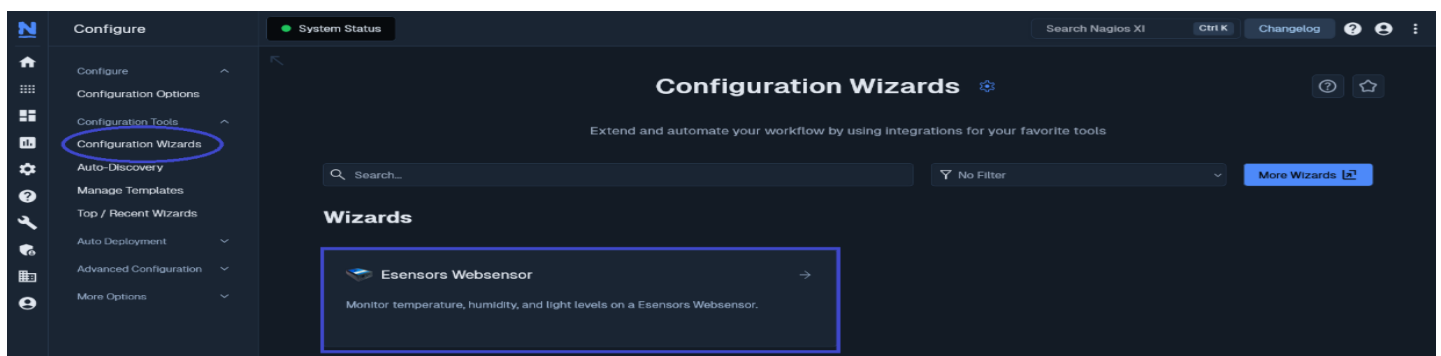 Configure
System Status
Search Nagios XI
Ctrl K
Changelog
Configure
Configuration Options
Configuration Tools
Configuration Wizards
Auto-Discovery
Manage Templates
Top / Recent Wizards
Auto Deployment
Advanced Configuration
More Options
Configuration Wizards
Extend and automate your workflow by using integrations for your favorite tools
Search...
No Filter
More Wizards
Wizards
Esensors Websensor
Monitor temperature, humidity, and light levels on a Esensors Websensor.